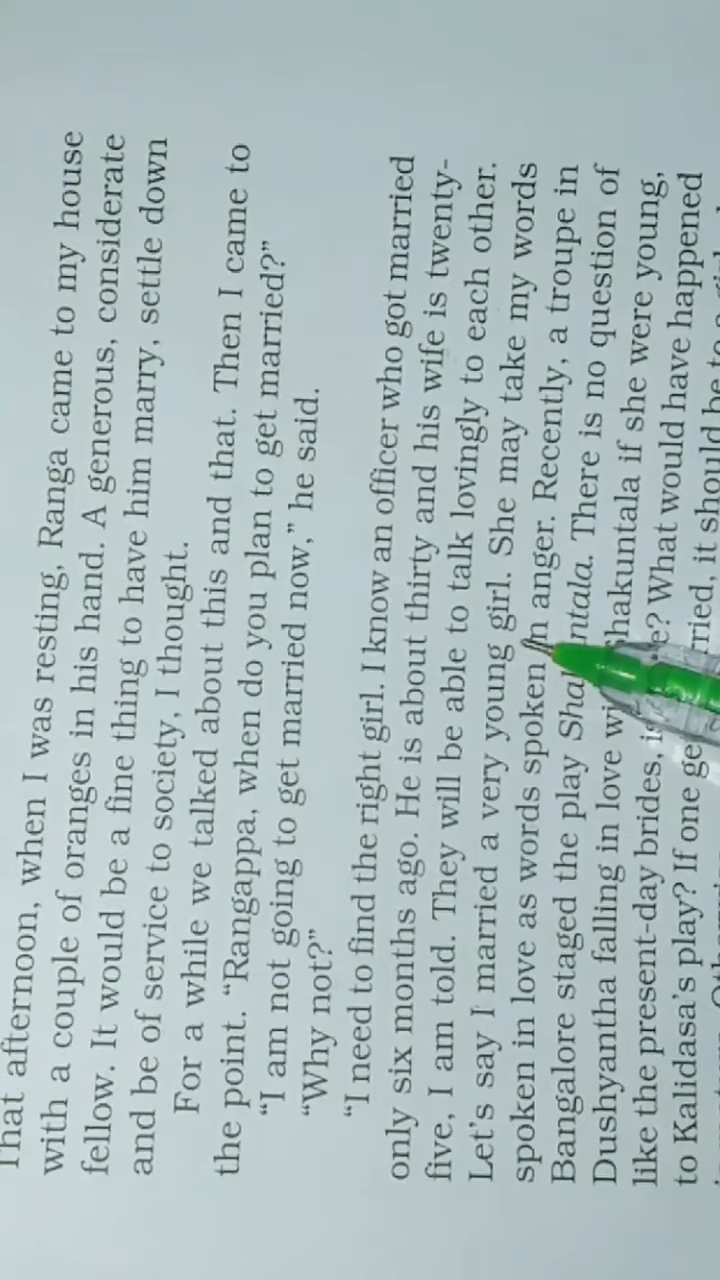 That afternoon, when I was resting, Ranga came to my house
with a couple of oranges in his hand. A generous, considerate
fellow. It would be a fine thing to have him marry, settle down
and be of service to society, I thought.
For a while we talked about this and that. Then I came to
the point. “Rangappa, when do you plan to get married?”
“I am not going to get married now,” he said.
“Why not?”
“I need to find the right girl. I know an officer who got married
only six months ago. He is about thirty and his wife is twenty-
five, I am told. They will be able to talk lovingly to each other.
Let’s say I married a very young girl. She may take my words
spoken in love as words spoken in anger. Recently, a troupe in
Bangalore staged the play Sha ntala. There is no question of
Dushyantha falling in love wi hakuntala if she were young,
like the present-day brides, is e? What would have happened
to Kalidasa’s play? If one ge rried, it should be to a